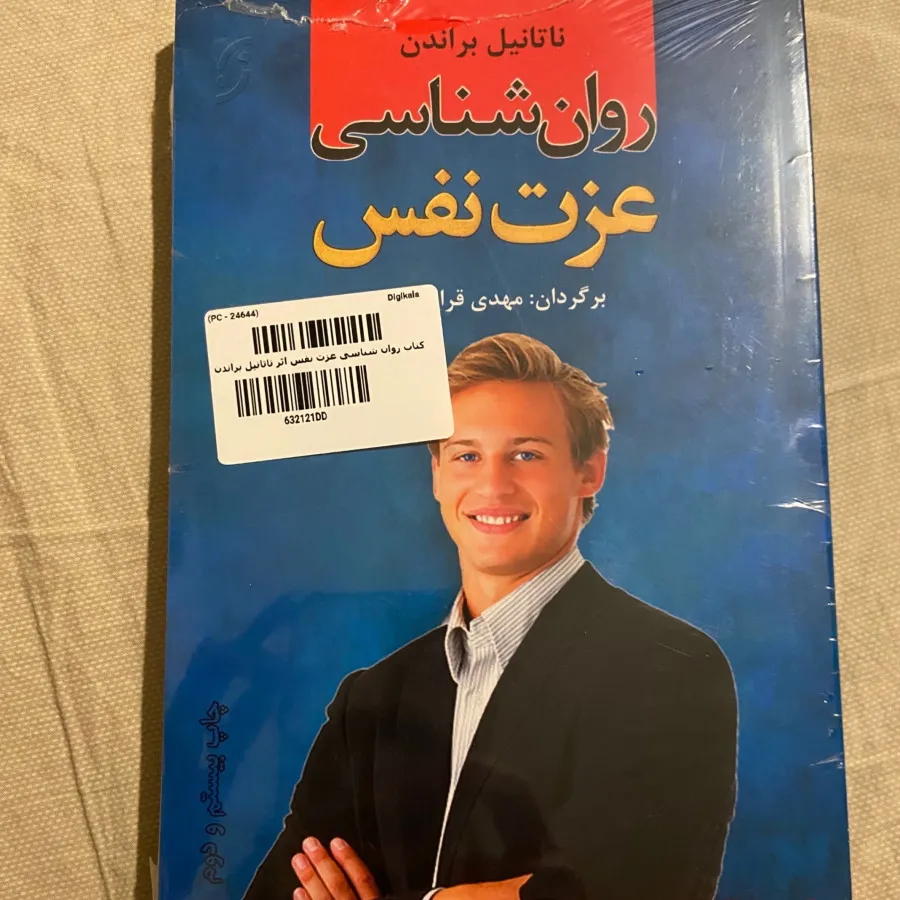 ناتانیل براندن
روان‌شناسی
عزت نفس
برگردان: مهدی
Digikala
(PC - 24644)
کتاب روان شناسی عزت نفس اثر ناتانیل براندن
632121DD
چاپ بیستم و دوم